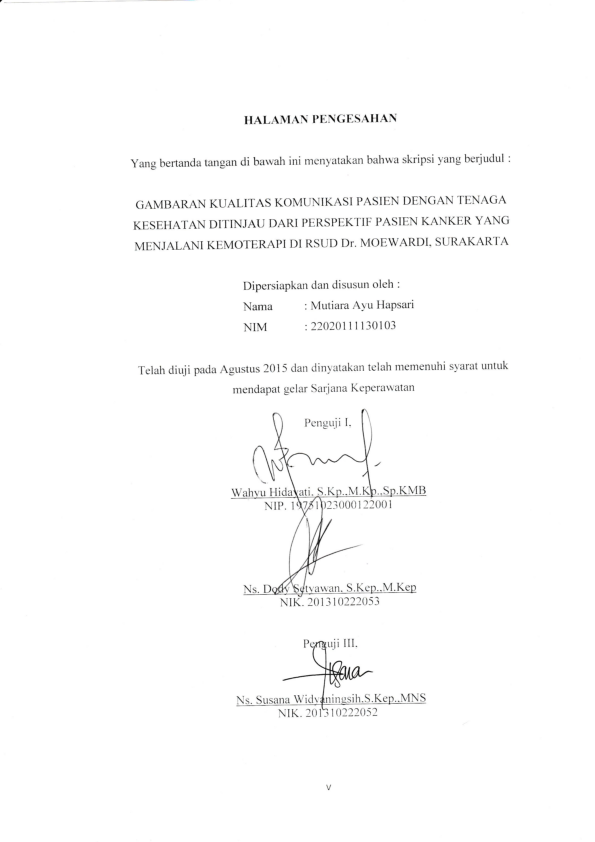 HALAMAN PENGESAHAN
Yang bertanda tangan di bawah ini menyatakan bahwa skripsi yang berjudul :
GAMBARAN KUALITAS KOMUNIKASI PASIEN DENGAN TENAGA
KESEHATAN DITINJAU DARI PERSPEKTIF PASIEN KANKER YANG
MENJALANI KEMOTERAPI DI RSUD Dr. MOEWARDI, SURAKARTA
Dipersiapkan dan disusun oleh :
Nama : Mutiara Ayu Hapsari
NIM : 22020111130103
Telah diuji pada Agustus 2015 dan dinyatakan telah memenuhi syarat untuk
mendapat gelar Sarjana Keperawatan
Penguji I,
Wahyu Hidayati, S.Kp.,M.Kp.,Sp.KMB
NIP. 19751023000122001
Ns. Dody Setyawan, S.Kep.,M.Kep
NIK. 201310222053
Penguji III,
Ns. Susana Widyaningsih,S.Kep.,MNS
NIK. 201310222052
v